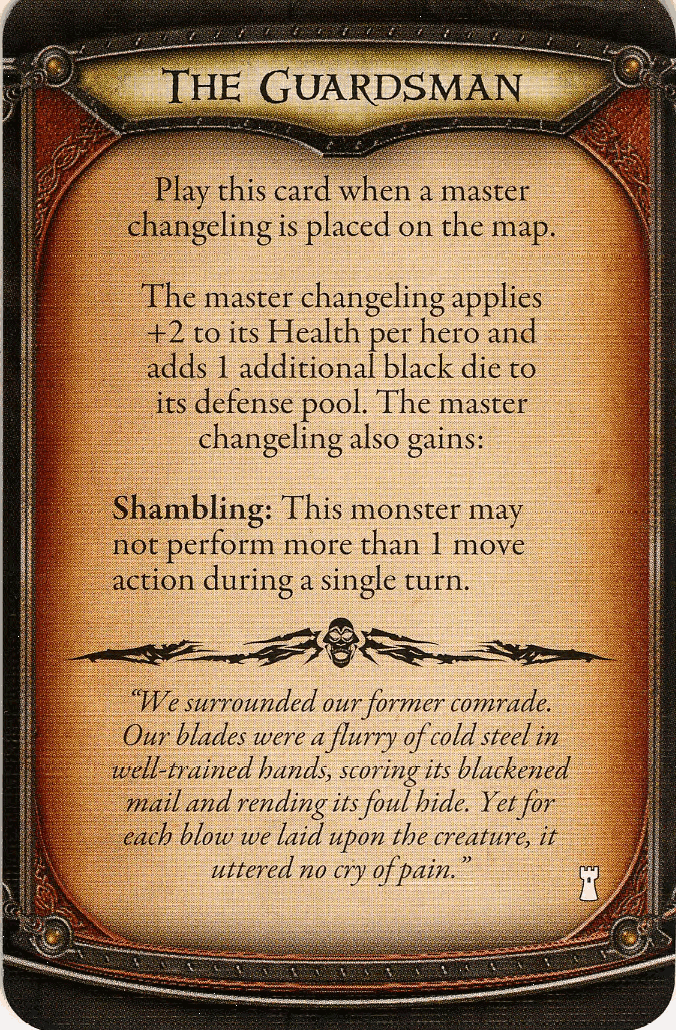 The Guardsman
Play this card when a master
changeling is placed on the map.
The master changeling applies
+2 to its Health per hero and
adds 1 additional black die to
its defense pool. The master
changeling also gains:
Shambling: This monster may
not perform more than 1 move
action during a single turn.
“We surrounded our former comrade.
Our blades were a flurry of cold steel in
well-trained hands, scoring its blackened
mail and rending its foul hide. Yet for
each blow we laid upon the creature, it
uttered no cry of pain.”